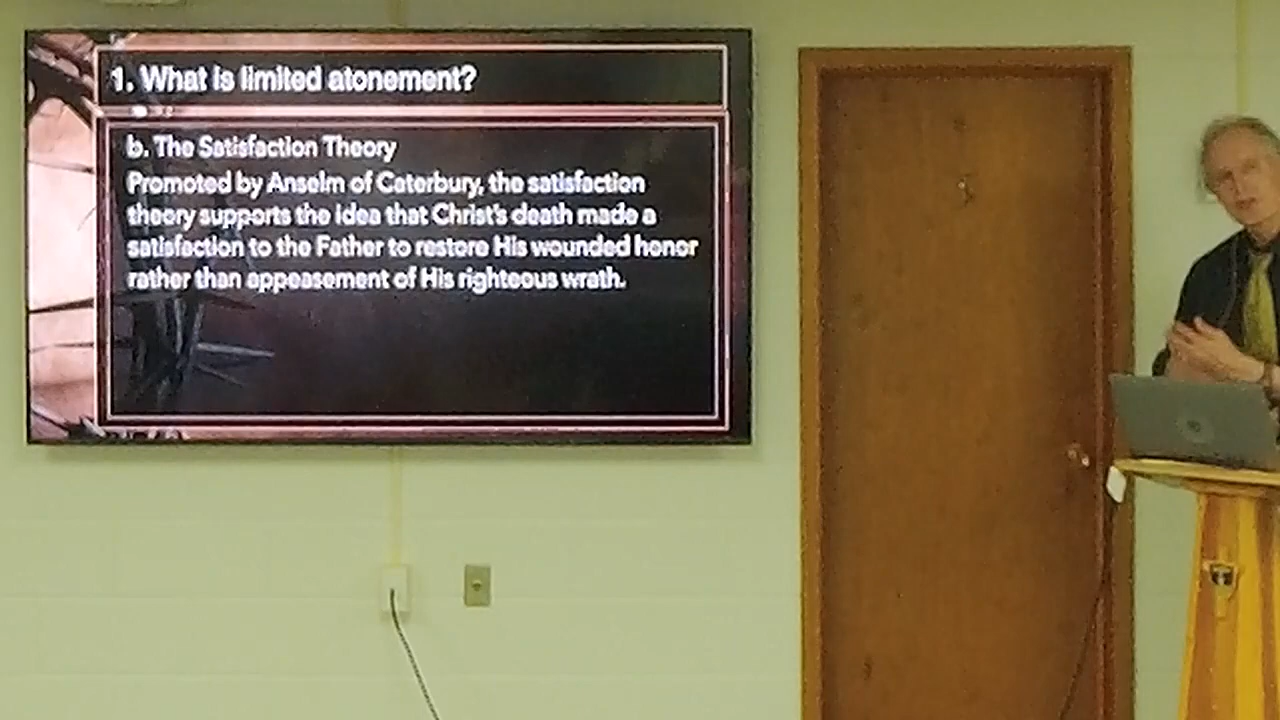 1. What is limited atonement?
b. The Satisfaction Theory
Promoted by Anselm of Caterbury, the satisfaction
theory supports the idea that Christ's death made a
satisfaction to the Father to restore His wounded honor
rather than appeasement of His righteous wrath.